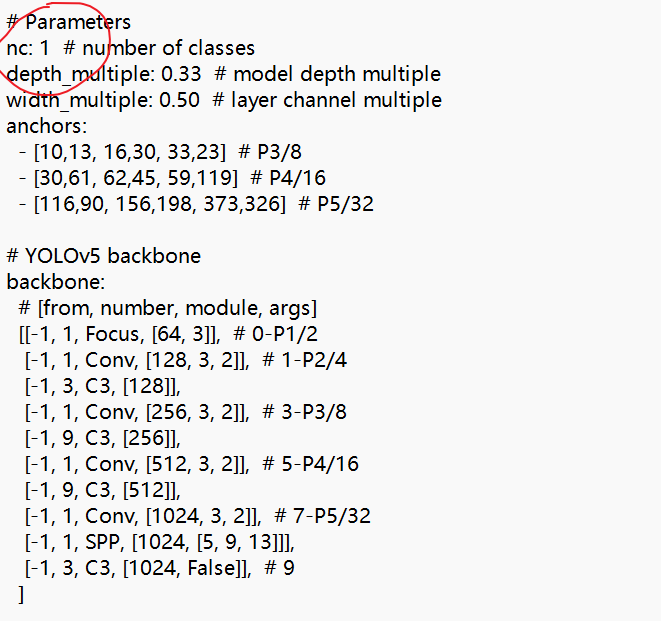 # Parameters
nc: 1  # number of classes
depth_multiple: 0.33  # model depth multiple
width_multiple: 0.50  # layer channel multiple
anchors:
  - [10,13, 16,30, 33,23]  # P3/8
  - [30,61, 62,45, 59,119]  # P4/16
  - [116,90, 156,198, 373,326]  # P5/32

# YOLOv5 backbone
backbone:
  # [from, number, module, args]
  [[-1, 1, Focus, [64, 3]],  # 0-P1/2
   [-1, 1, Conv, [128, 3, 2]],  # 1-P2/4
   [-1, 3, C3, [128]],
   [-1, 1, Conv, [256, 3, 2]],  # 3-P3/8
   [-1, 9, C3, [256]],
   [-1, 1, Conv, [512, 3, 2]],  # 5-P4/16
   [-1, 9, C3, [512]],
   [-1, 1, Conv, [1024, 3, 2]],  # 7-P5/32
   [-1, 1, SPP, [1024, [5, 9, 13]]],
   [-1, 3, C3, [1024, False]],  # 9
  ]